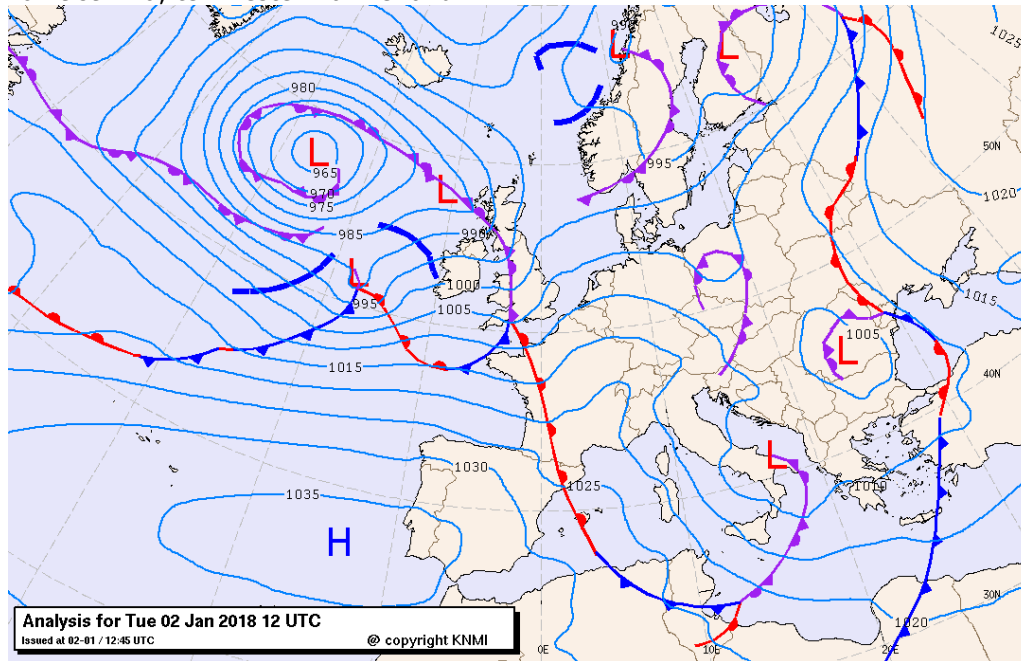 1025
980
L
L
L
50N
L
965
970
975
L
995
1020
985
990
L
995
1000
1005
1015
1015
1005
L
40N
1030
1025
L
1010
1035
H
30N
1020
Analysis for Tue 02 Jan 2018 12 UTC
Issued at 02-01 / 12:45 UTC
@ copyright KNMI
0E
10E
20E